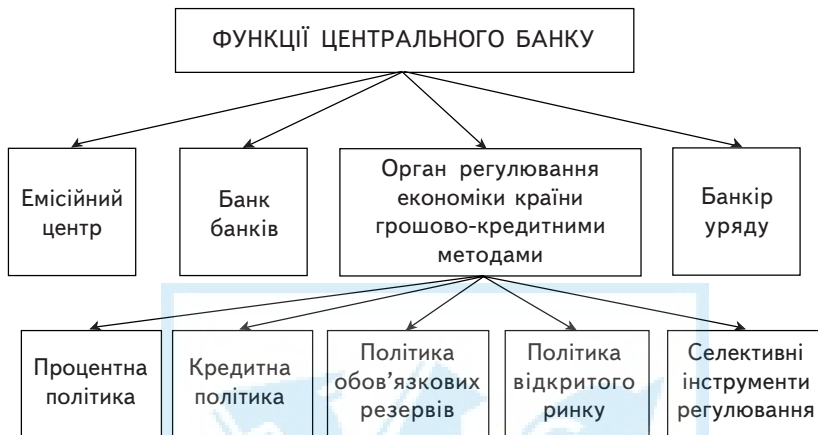 ФУНКЦІЇ ЦЕНТРАЛЬНОГО БАНКУ
Емісійний
центр
Банк
банків
Орган регулювання
економіки країни
грошово-кредитними
методами
Банкір
уряду
Процентна
політика
Кредитна
політика
Політика
обов’язкових
резервів
Політика
відкритого
ринку
Селективні
інструменти
регулювання